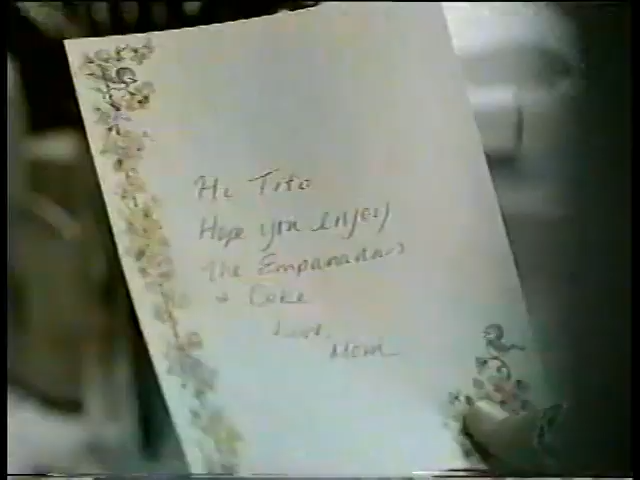 Hi Tito
Hope you enjoy
the Empanadas
+ Coke
Love,
Mom